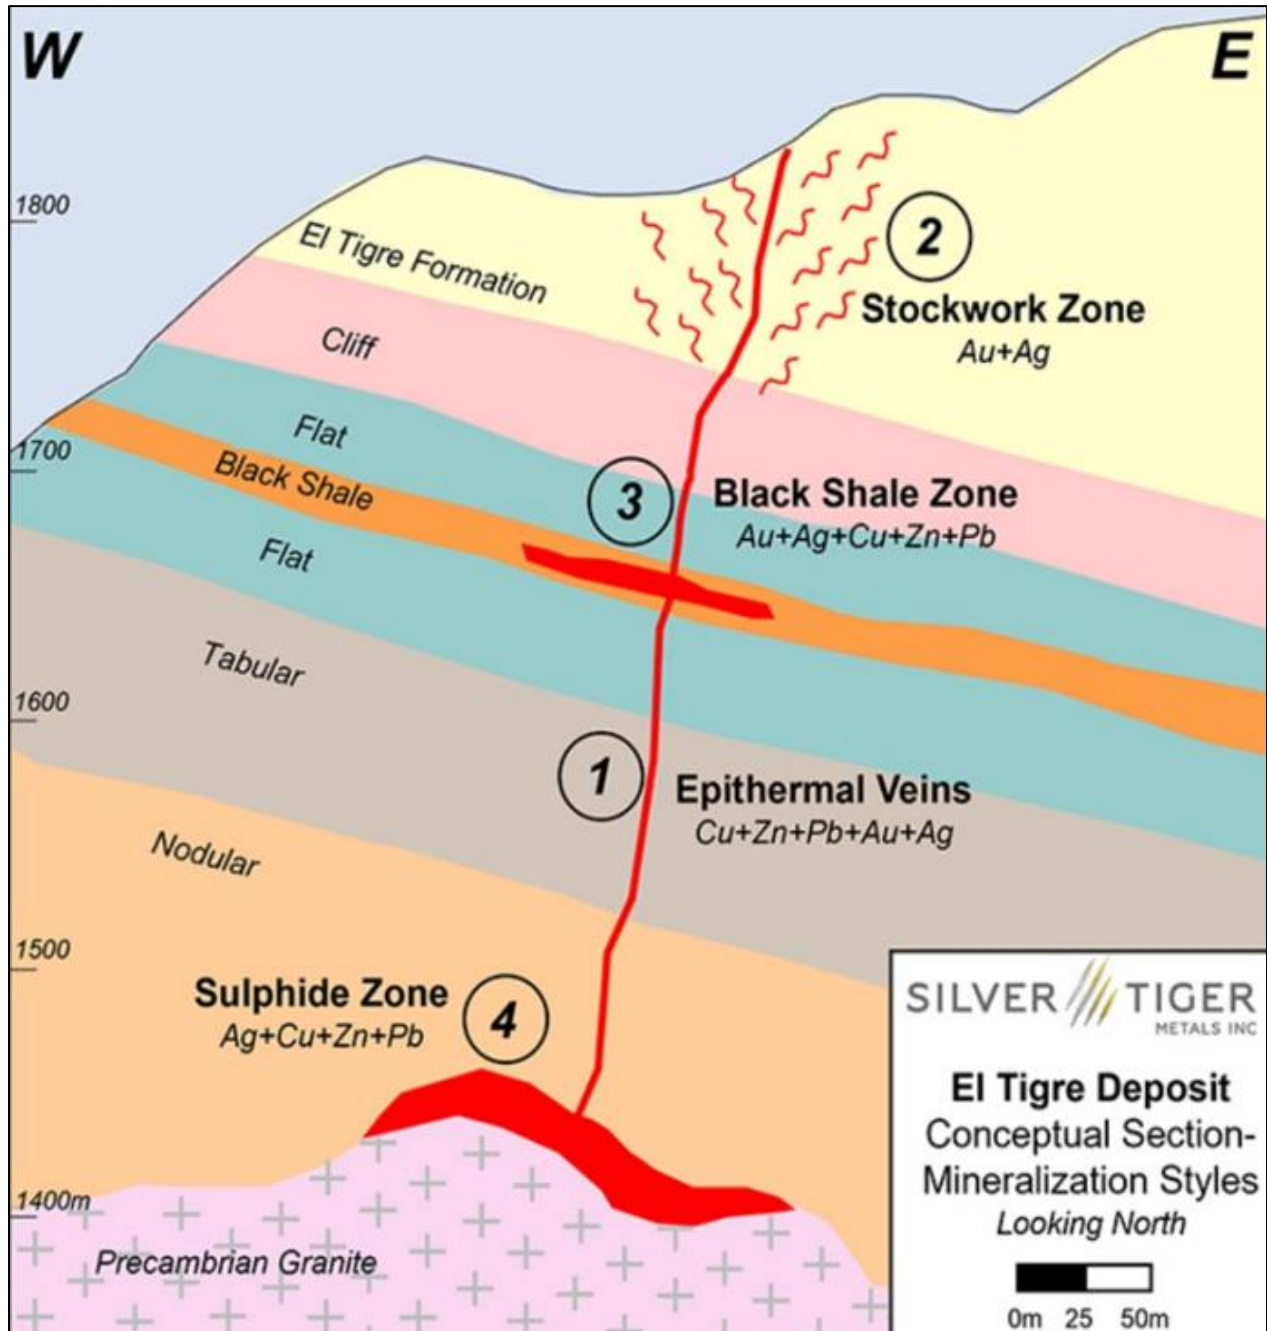 W
E
1800
El Tigre Formation
2
Stockwork Zone
Au+Ag
Cliff
Flat
1700
Black Shale
3
Black Shale Zone
Au+Ag+Cu+Zn+Pb
Flat
Tabular
1600
1
Epithermal Veins
Cu+Zn+Pb+Au+Ag
Nodular
1500
Sulphide Zone
Ag+Cu+Zn+Pb
4
1400m
Precambrian Granite
SILVER TIGER
METALS INC
El Tigre Deposit
Conceptual Section-
Mineralization Styles
Looking North
0m 25 50m